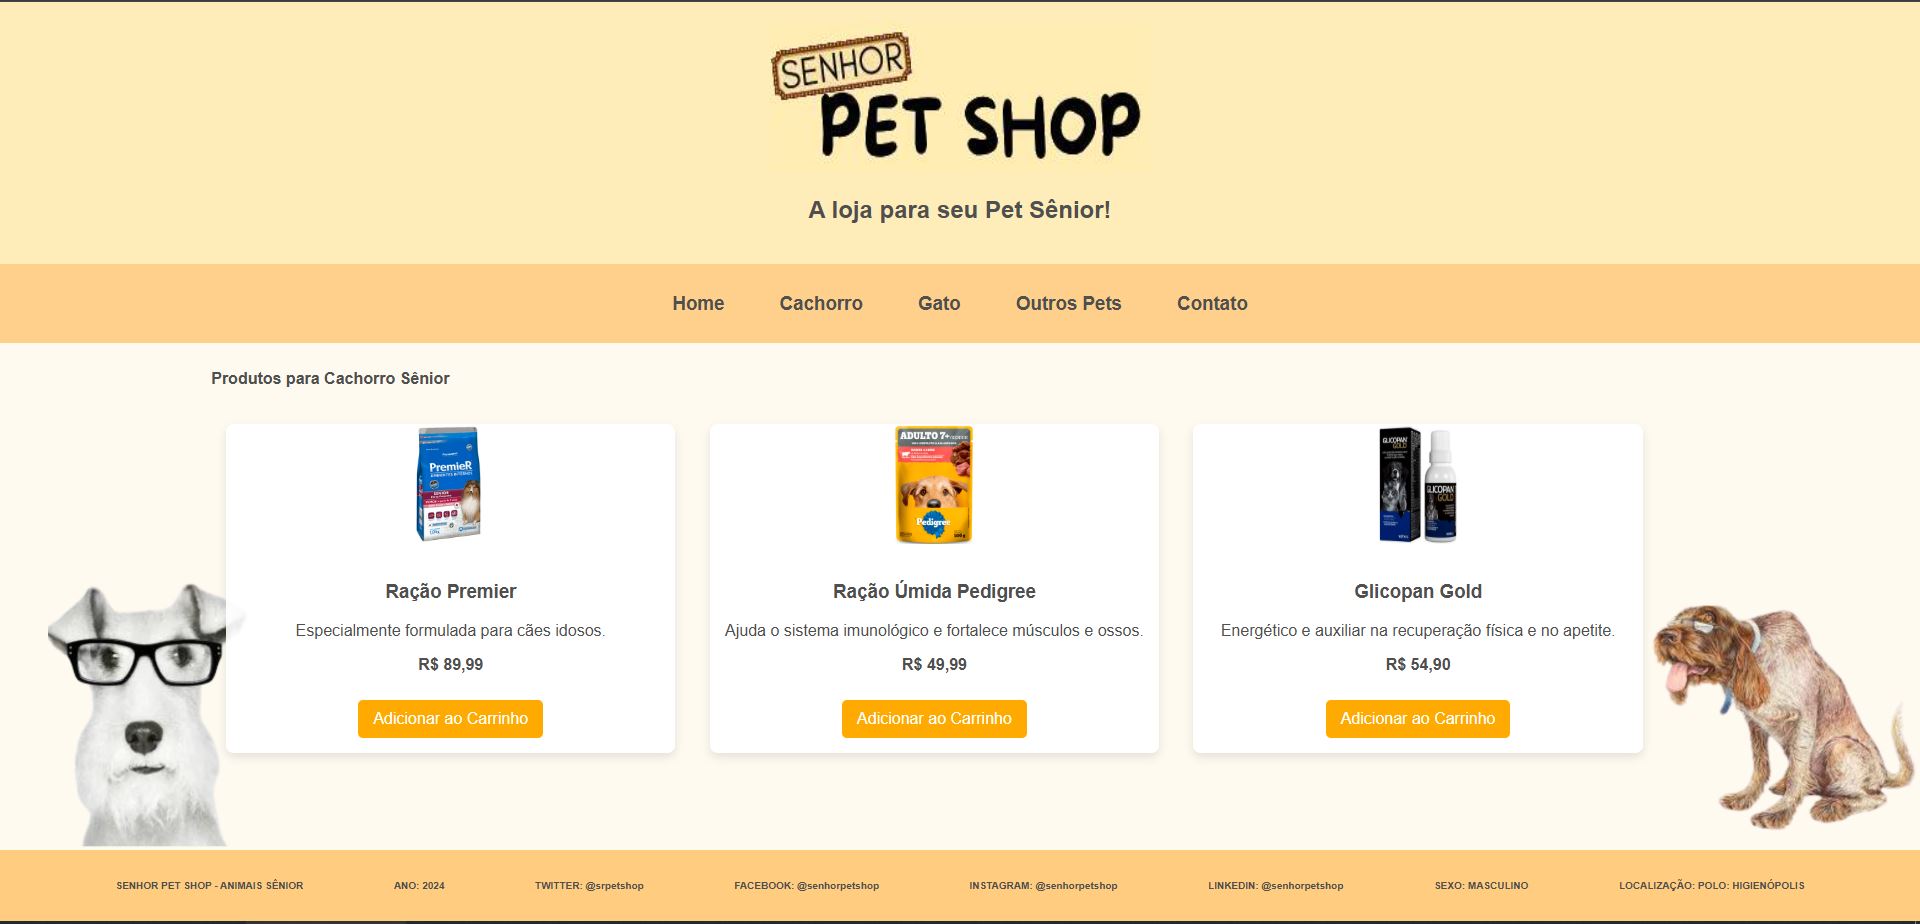 SENHOR
PET SHOP
A loja para seu Pet Sênior!
Home Cachorro Gato Outros Pets Contato
Produtos para Cachorro Sênior
PremieR
SENIOR
ADULTO 7+
Pedigree
GLICOPAN
GOLD
GLICOPAN
GOLD
Ração Premier
Especialmente formulada para cães idosos.
R$ 89,99
Adicionar ao Carrinho
Ração Úmida Pedigree
Ajuda o sistema imunológico e fortalece músculos e ossos.
R$ 49,99
Adicionar ao Carrinho
Glicopan Gold
Energético e auxiliar na recuperação física e no apetite.
R$ 54,90
Adicionar ao Carrinho
SENHOR PET SHOP - ANIMAIS SÊNIOR ANO: 2024 TWITTER: @srpetshop FACEBOOK: @senhorpetshop INSTAGRAM: @senhorpetshop LINKEDIN: @senhorpetshop SEXO: MASCULINO LOCALIZAÇÃO: POLO: HIGIENÓPOLIS